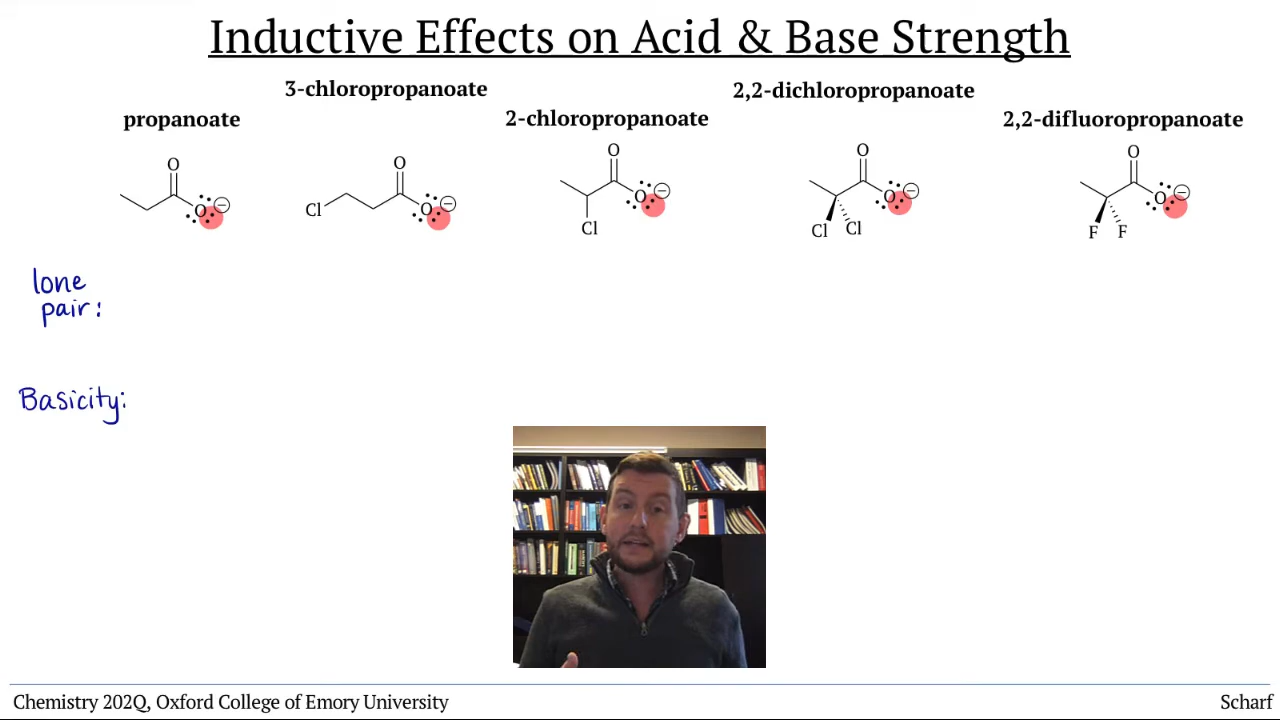 Inductive Effects on Acid & Base Strength
3-chloropropanoate
2,2-dichloropropanoate
propanoate
2-chloropropanoate
2,2-difluoropropanoate
O
O
Cl
O
O
O
O
Cl
O
O
Cl Cl
O
O
F F
lone
pair:
Basicity:
Chemistry 202Q, Oxford College of Emory University
Scharf